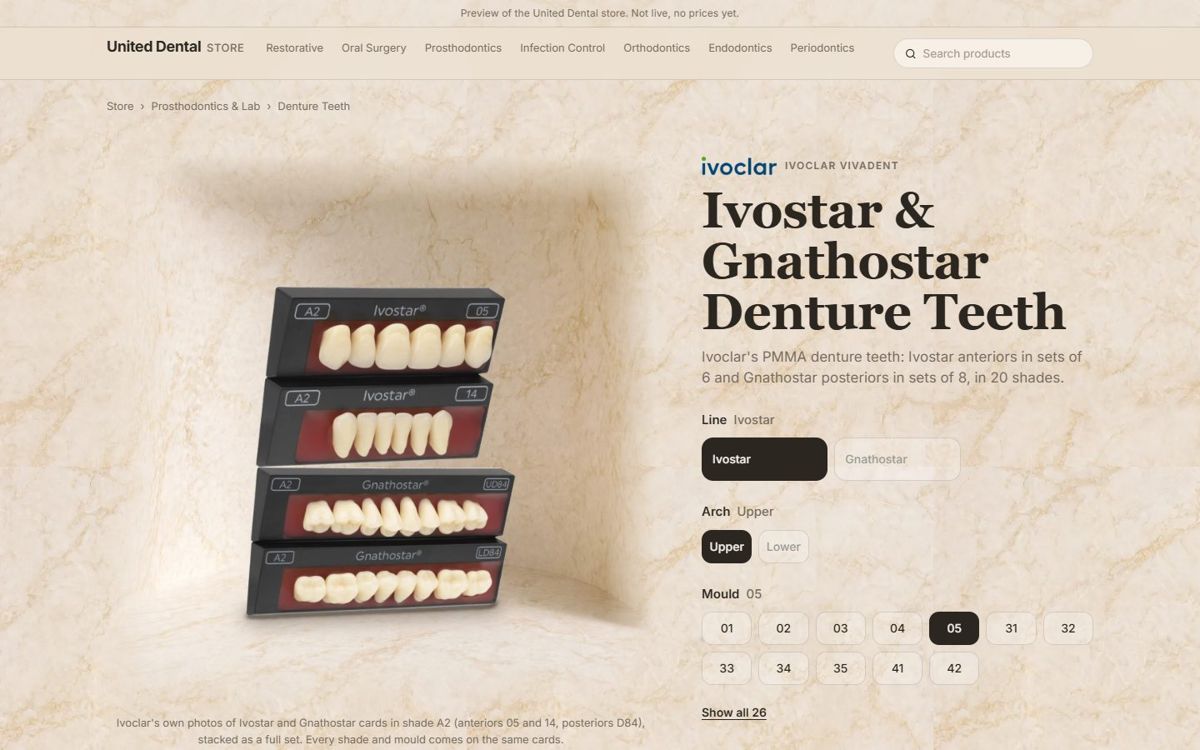 Preview of the United Dental store. Not live, no prices yet.
United Dental STORE Restorative Oral Surgery Prosthodontics Infection Control Orthodontics Endodontics Periodontics Search products
Store › Prosthodontics & Lab › Denture Teeth
ivoclar IVOCLAR VIVADENT
Ivostar &
Gnathostar
Denture Teeth
Ivoclar's PMMA denture teeth: Ivostar anteriors in sets of
6 and Gnathostar posteriors in sets of 8, in 20 shades.
Line Ivostar
Ivostar Gnathostar
Arch Upper
Upper Lower
Mould 05
01 02 03 04 05 31 32
33 34 35 41 42
Show all 26
A2 Ivostar® 05
A2 Ivostar® 14
A2 Gnathostar® UD84
A2 Gnathostar® LD84
Ivoclar's own photos of Ivostar and Gnathostar cards in shade A2 (anteriors 05 and 14, posteriors D84),
stacked as a full set. Every shade and mould comes on the same cards.